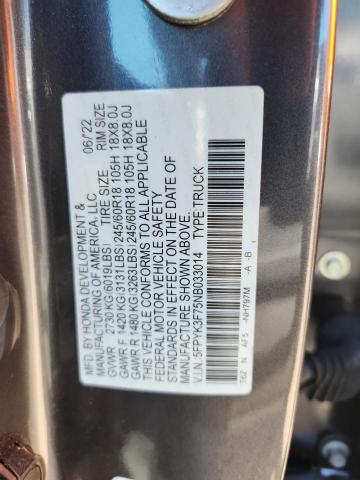 MFD. BY HONDA DEVELOPMENT &
MANUFACTURING OF AMERICA, LLC. 06/22
TIRE SIZE RIM SIZE
GVWR 2730 KG(6019LBS)
GAWR F 1420 KG(3131LBS) 245/60R18 105H 18X8.0J
GAWR R 1480 KG(3263LBS) 245/60R18 105H 18X8.0J
THIS VEHICLE CONFORMS TO ALL APPLICABLE
FEDERAL MOTOR VEHICLE SAFETY
STANDARDS IN EFFECT ON THE DATE OF
MANUFACTURE SHOWN ABOVE.
V.I.N.: 5FPYK3F75NB033014 TYPE:TRUCK
T6Z N AF5 -NH797M -A -B